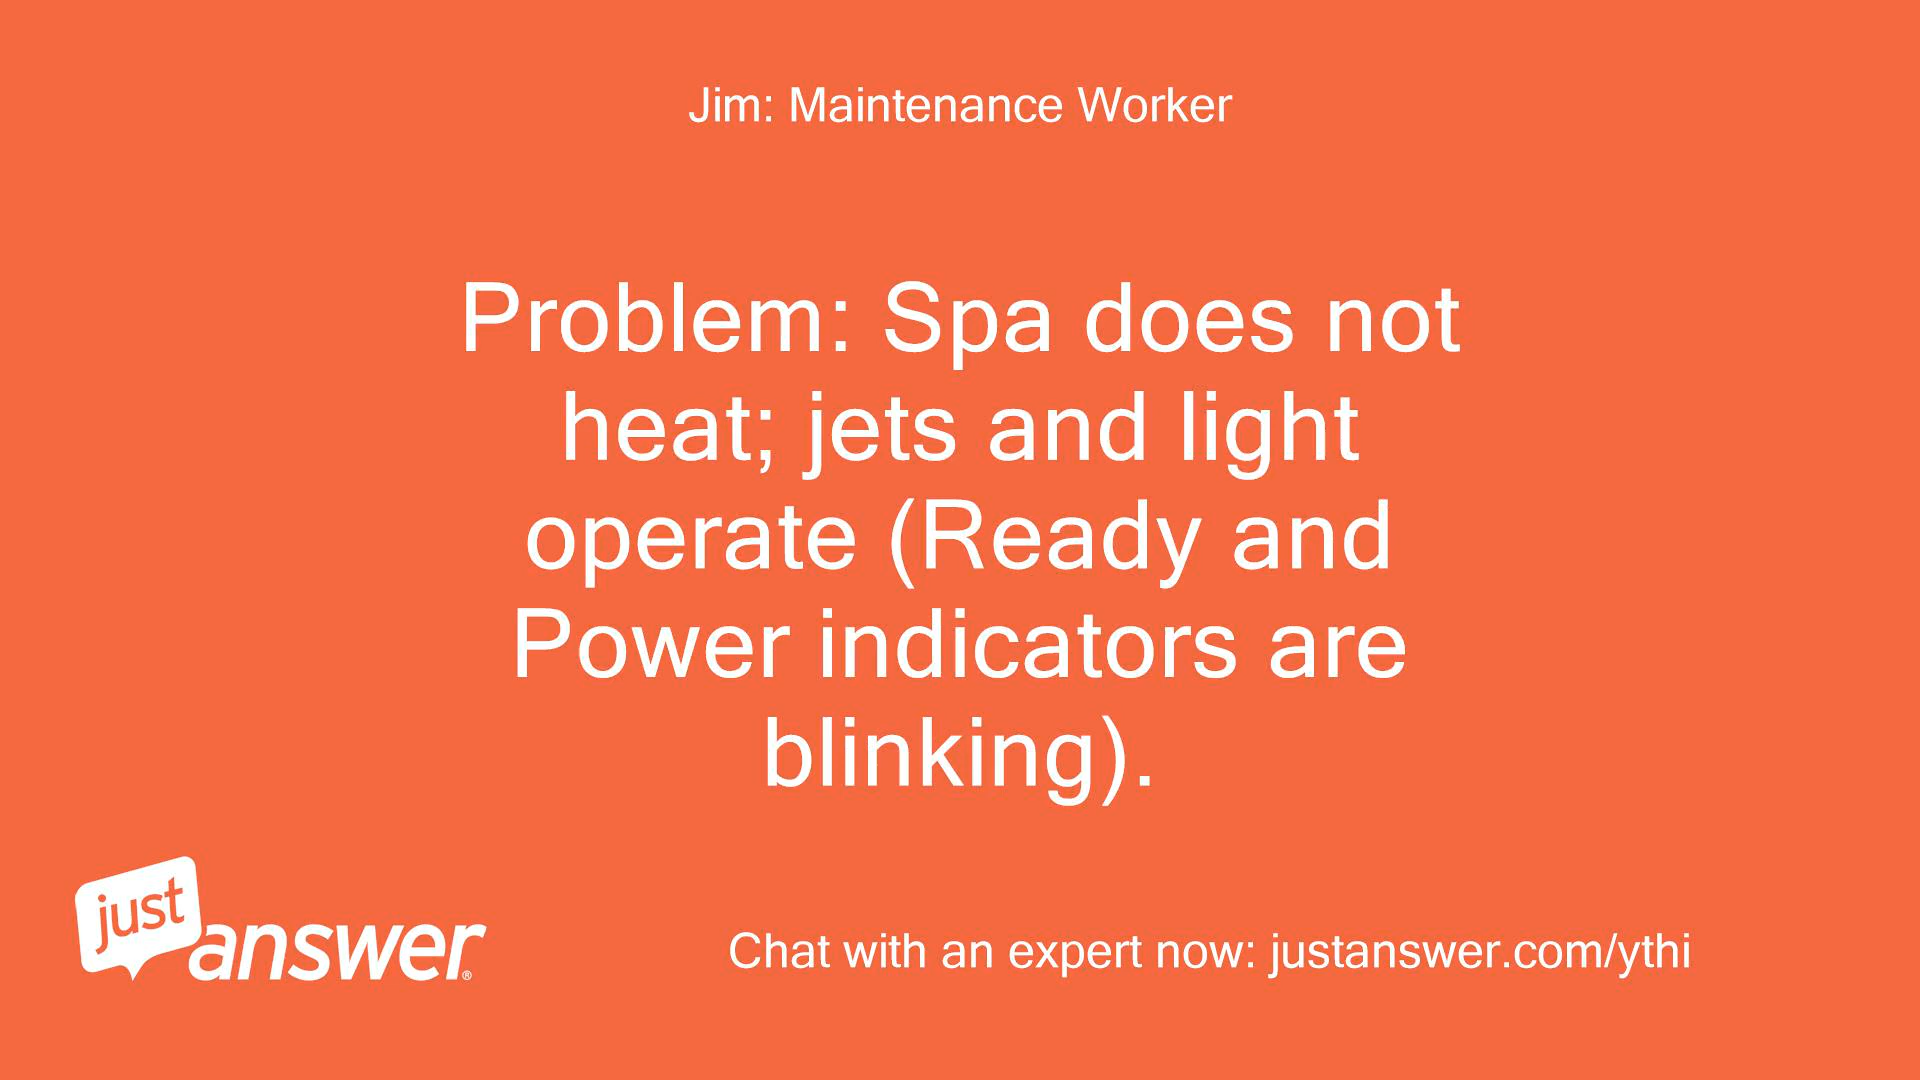 Jim: Maintenance Worker
Problem: Spa does not
heat; jets and light
operate (Ready and
Power indicators are
blinking).
just
answer®
Chat with an expert now: justanswer.com/ythi